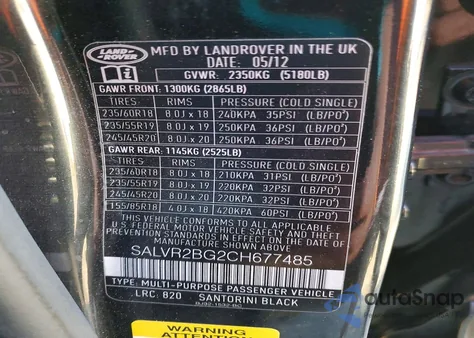 LAND-
ROVER
MFD BY LANDROVER IN THE UK
DATE: 05/12
GVWR: 2350KG (5180LB)
GAWR FRONT: 1300KG (2865LB)
TIRES RIMS PRESSURE (COLD SINGLE)
235/60R18 8.0J x 18 240KPA 35PSI (LB/PO²)
235/55R19 8.0J x 19 250KPA 36PSI (LB/PO²)
245/45R20 8.0J x 20 250KPA 36PSI (LB/PO²)
GAWR REAR: 1145KG (2525LB)
TIRES RIMS PRESSURE (COLD SINGLE)
235/60R18 8.0J x 18 210KPA 31PSI (LB/PO²)
235/55R19 8.0J x 19 220KPA 32PSI (LB/PO²)
245/45R20 8.0J x 20 220KPA 32PSI (LB/PO²)
155/85R18 4.0J x 18 420KPA 60PSI (LB/PO²)
THIS VEHICLE CONFORMS TO ALL APPLICABLE
U.S. FEDERAL MOTOR VEHICLE SAFETY AND
THEFT PREVENTION STANDARDS IN EFFECT ON
THE DATE OF MANUFACTURE SHOWN ABOVE.
SALVR2BG2CH677485
TYPE: MULTI-PURPOSE PASSENGER VEHICLE
LRC: 820 SANTORINI BLACK
autoSnap